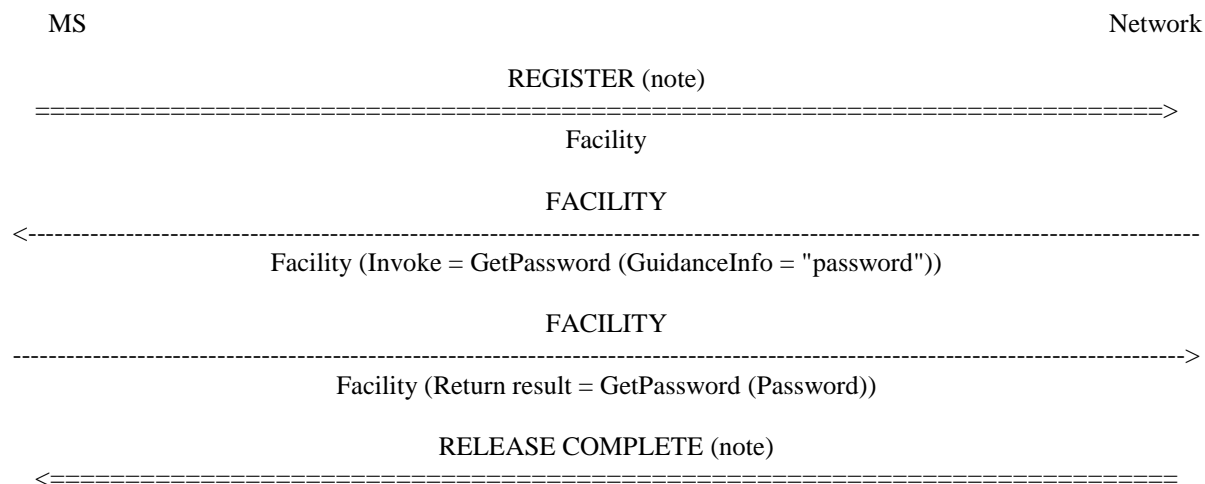 MS Network
REGISTER (note)
===========================================================================>
Facility
FACILITY
<------------------------------------------------------------------------------------------------------------------------------------
Facility (Invoke = GetPassword (GuidanceInfo = "password"))
FACILITY
------------------------------------------------------------------------------------------------------------------------------------>
Facility (Return result = GetPassword (Password))
RELEASE COMPLETE (note)
<===========================================================================